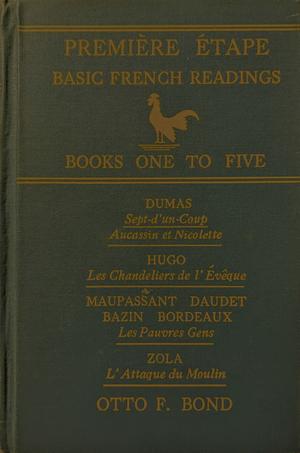 PREMIÈRE ÉTAPE
BASIC FRENCH READINGS
BOOKS ONE TO FIVE
DUMAS
Sept-d'un-Coup
Aucassin et Nicolette
HUGO
Les Chandeliers de l'Évêque
MAUPASSANT DAUDET
BAZIN BORDEAUX
Les Pauvres Gens
ZOLA
L'Attaque du Moulin
OTTO F. BOND